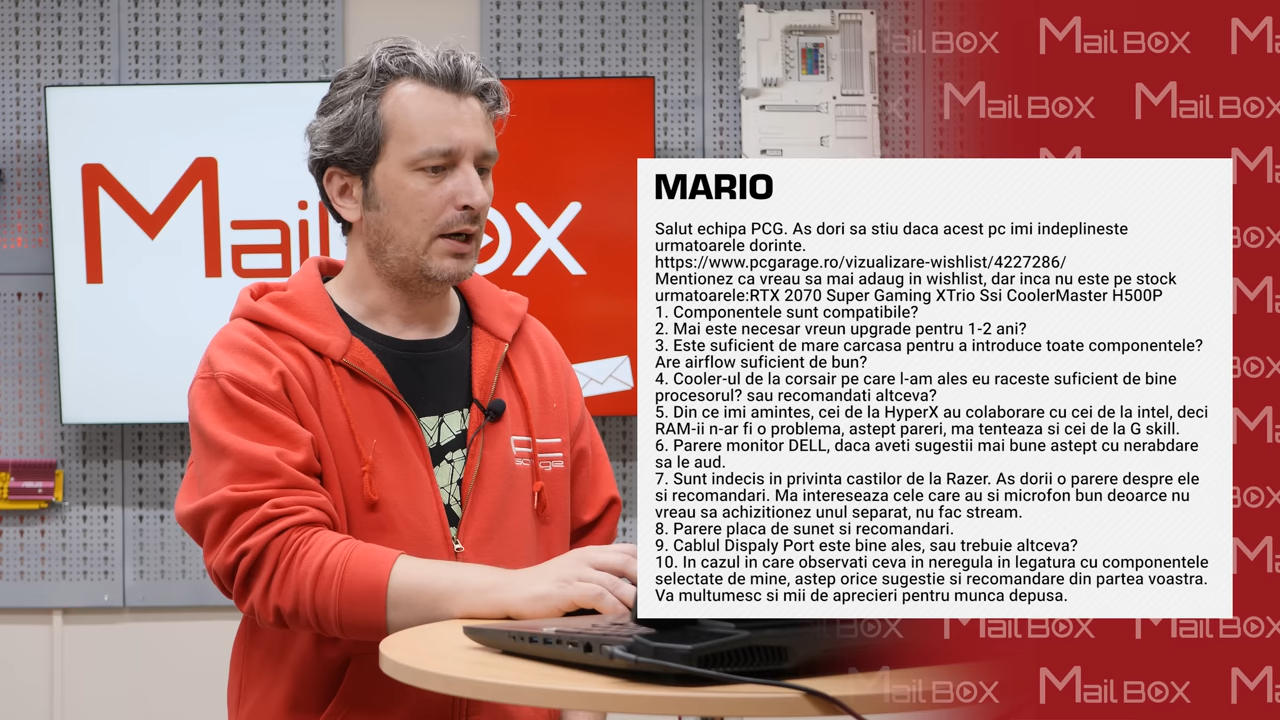 Mail Box
Mail Box
Mail
Mail Box
Mail Box
MARIO
Salut echipa PCG. As dori sa stiu daca acest pc imi indeplineste
urmatoarele dorinte.
https://www.pcgarage.ro/vizualizare-wishlist/4227286/
Mentionez ca vreau sa mai adaug in wishlist, dar inca nu este pe stock
urmatoarele:RTX 2070 Super Gaming XTrio Ssi CoolerMaster H500P
1. Componentele sunt compatibile?
2. Mai este necesar vreun upgrade pentru 1-2 ani?
3. Este suficient de mare carcasa pentru a introduce toate componentele?
Are airflow suficient de bun?
4. Cooler-ul de la corsair pe care l-am ales eu raceste suficient de bine
procesorul? sau recomandati altceva?
5. Din ce imi amintes, cei de la HyperX au colaborare cu cei de la intel, deci
RAM-ii n-ar fi o problema, astept pareri, ma tenteaza si cei de la G skill.
6. Parere monitor DELL, daca aveti sugestii mai bune astept cu nerabdare
sa le aud.
7. Sunt indecis in privinta castilor de la Razer. As dorii o parere despre ele
si recomandari. Ma intereseaza cele care au si microfon bun deoarce nu
vreau sa achizitionez unul separat, nu fac stream.
8. Parere placa de sunet si recomandari.
9. Cablul Dispaly Port este bine ales, sau trebuie altceva?
10. In cazul in care observati ceva in neregula in legatura cu componentele
selectate de mine, astep orice sugestie si recomandare din partea voastra.
Va multumesc si mii de aprecieri pentru munca depusa.
Mail Box
Mail Box
Mail Box
Mail Box